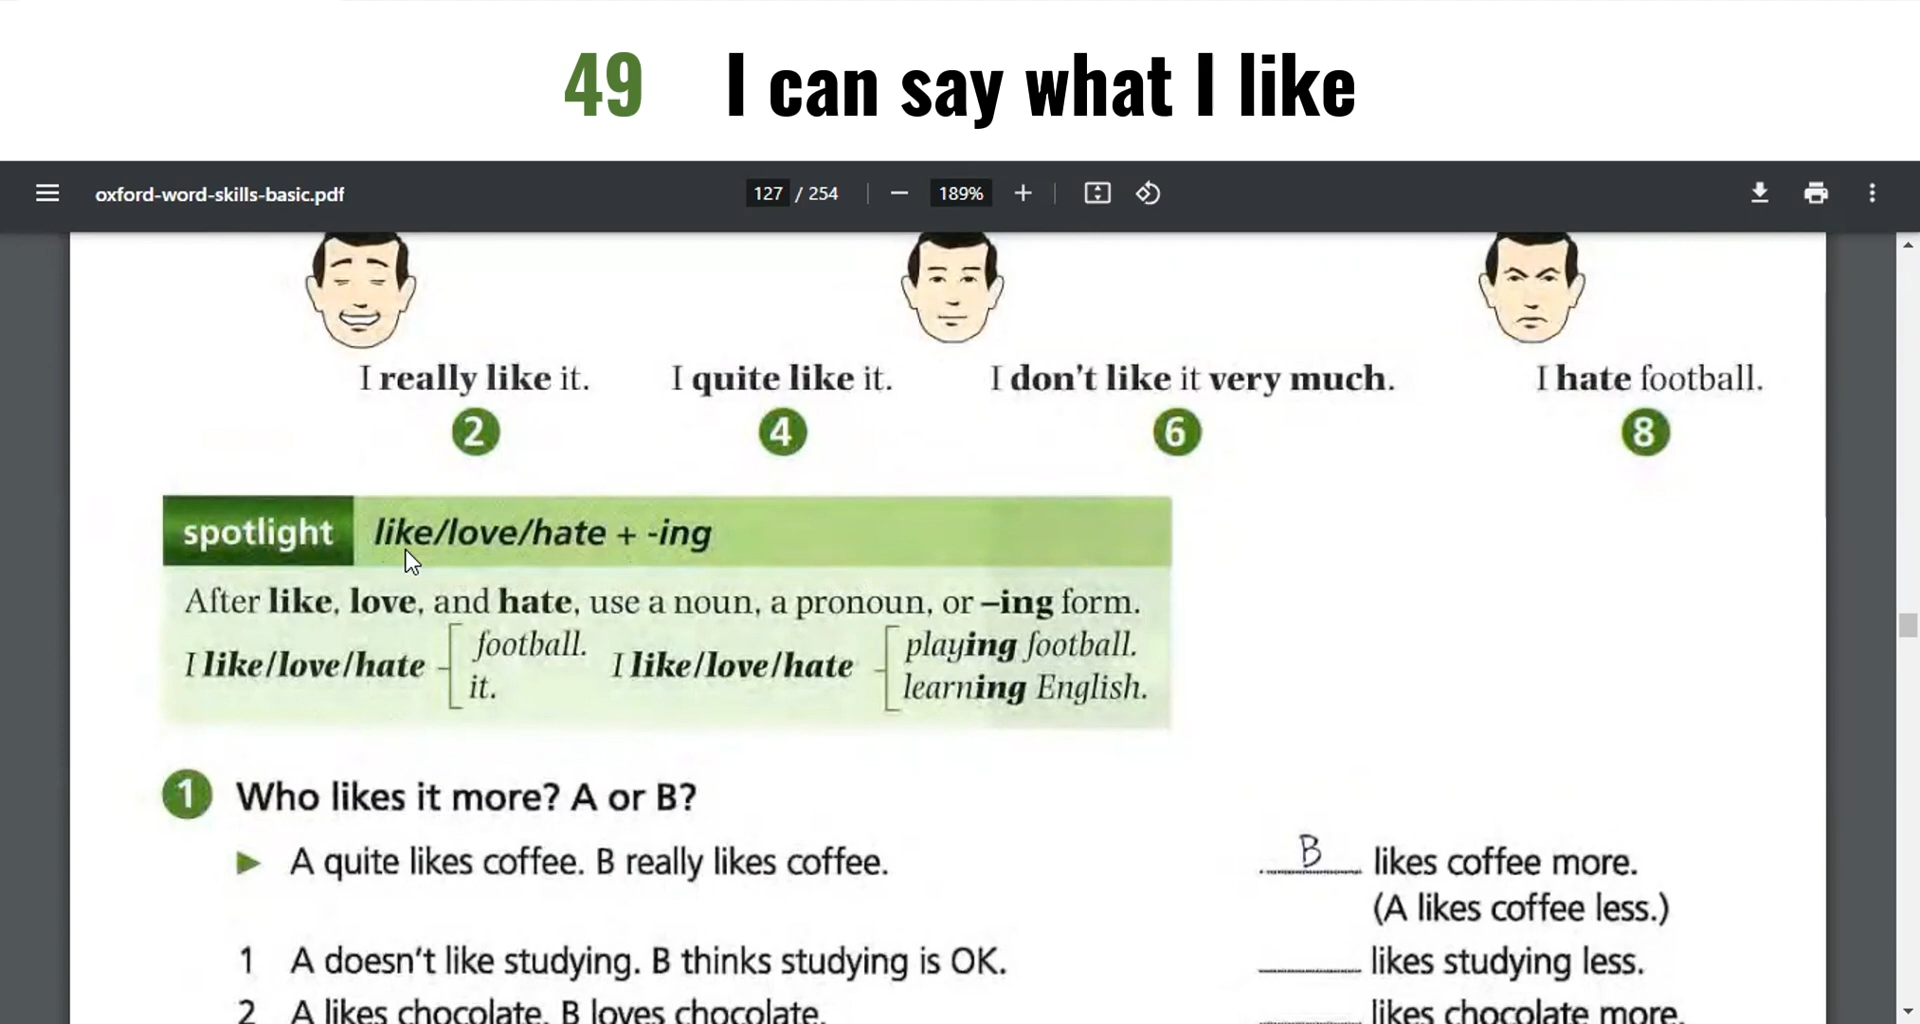 49 I can say what I like
oxford-word-skills-basic.pdf 127 / 254 189%
I really like it. I quite like it. I don't like it very much. I hate football.
2 4 6 8
spotlight like/love/hate + -ing
After like, love, and hate, use a noun, a pronoun, or –ing form.
I like/love/hate football. it. I like/love/hate playing football. learning English.
1 Who likes it more? A or B?
A quite likes coffee. B really likes coffee. B likes coffee more.
(A likes coffee less.)
1 A doesn't like studying. B thinks studying is OK. likes studying less.
2 A likes chocolate. B loves chocolate. likes chocolate more.